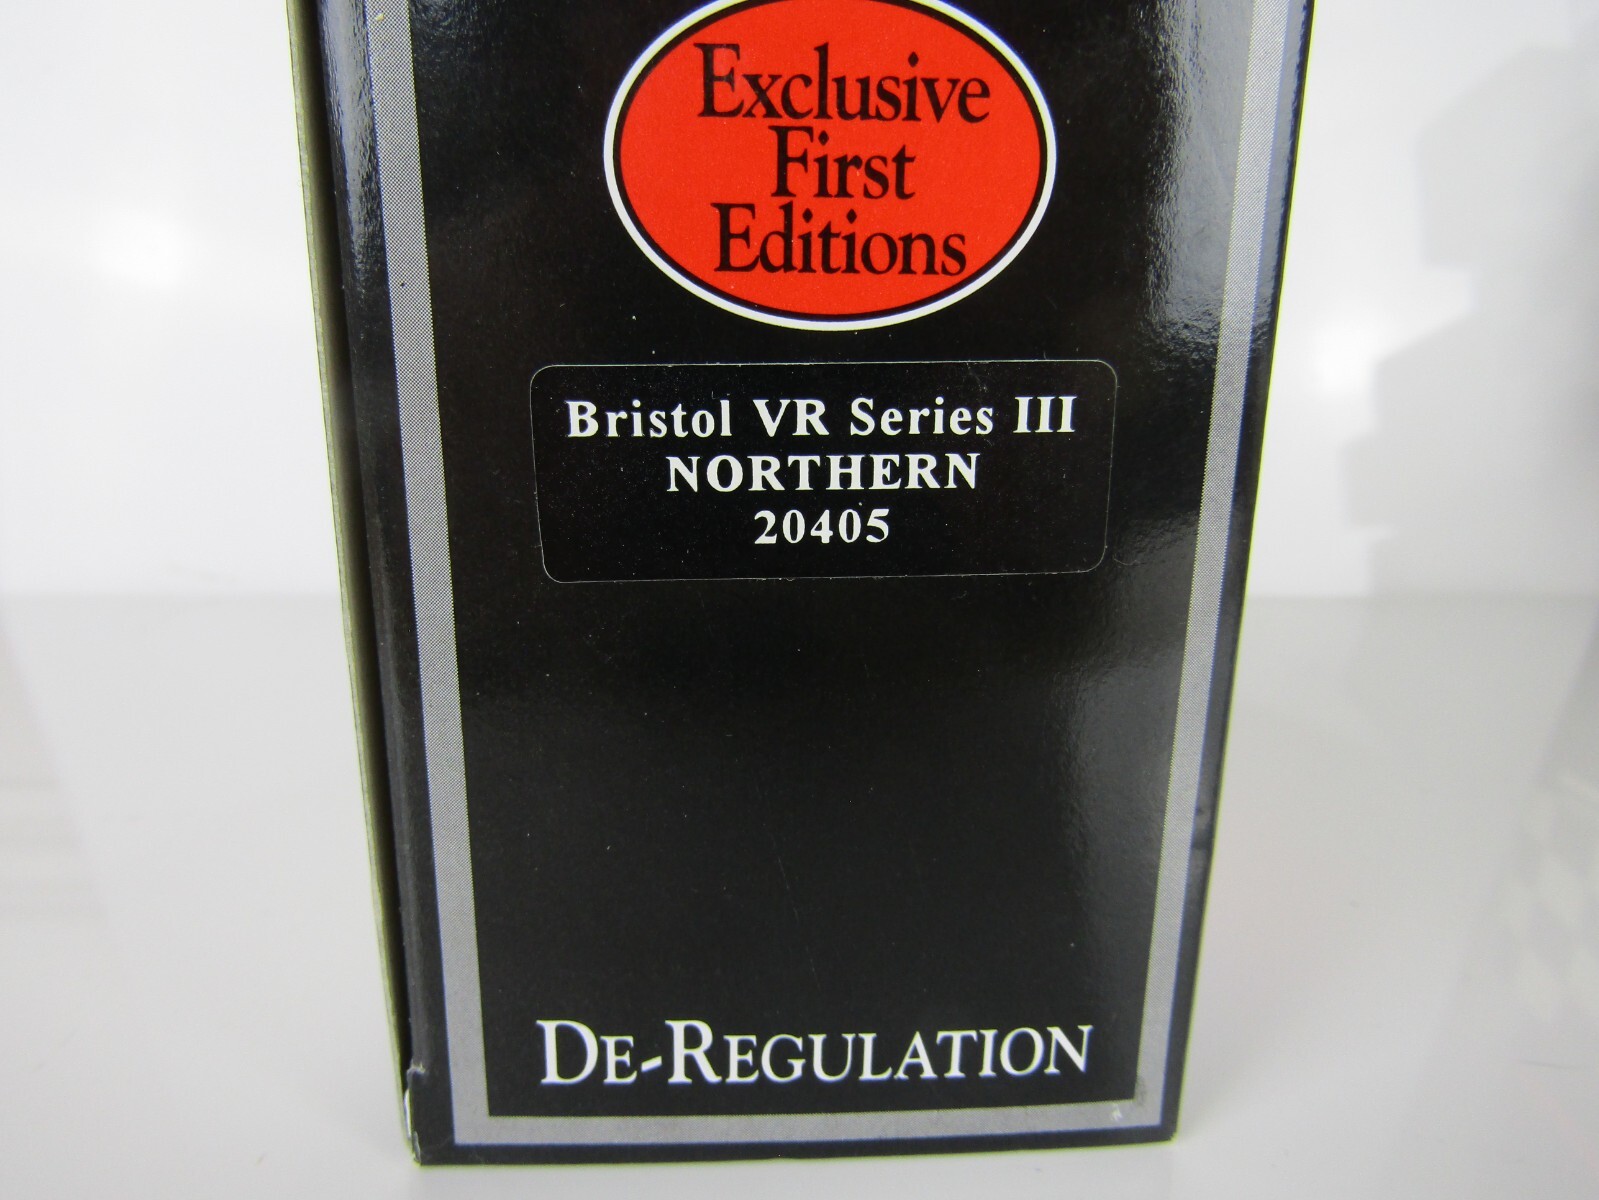 Exclusive
First
Editions
Bristol VR Series III
NORTHERN
20405
DE-REGULATION